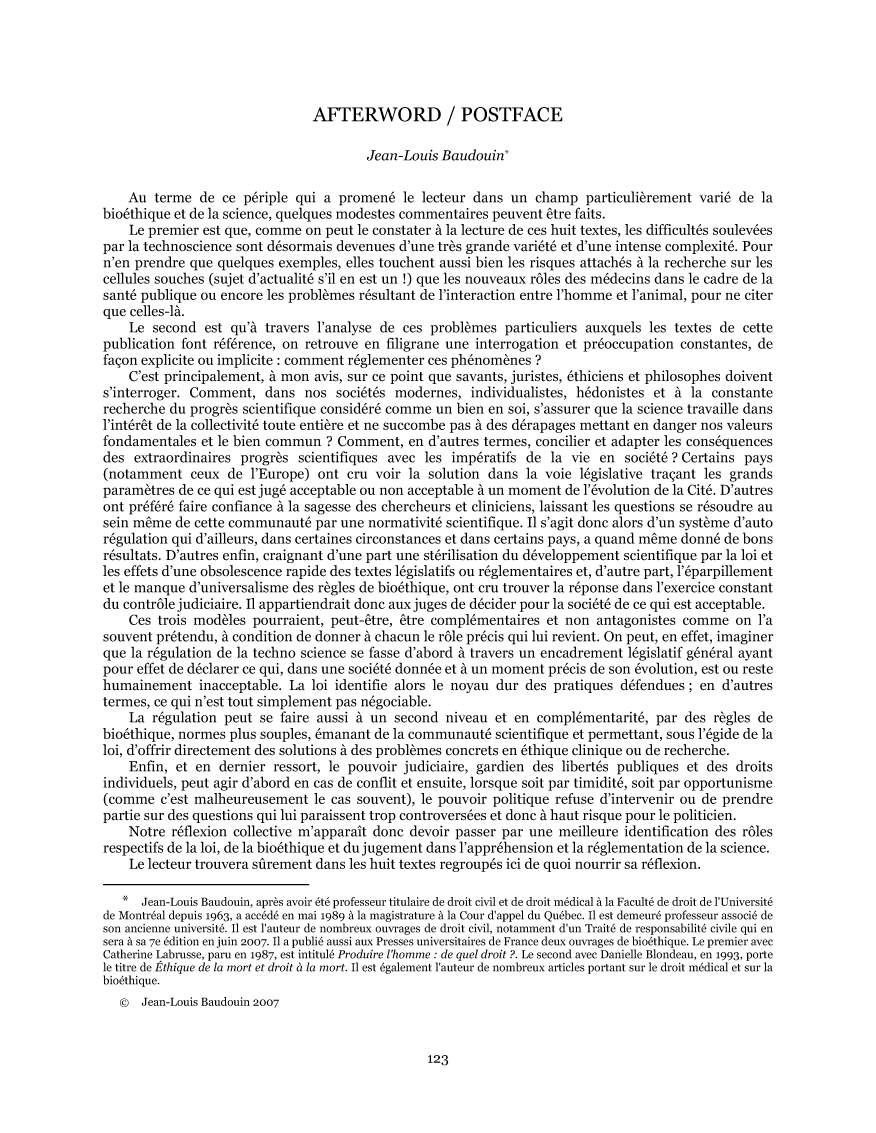 AFTERWORD / POSTFACE
Jean-Louis Baudouin*
Au terme de ce périple qui a promené le lecteur dans un champ particulièrement varié de la
bioéthique et de la science, quelques modestes commentaires peuvent être faits.
Le premier est que, comme on peut le constater à la lecture de ces huit textes, les difficultés soulevées
par la technoscience sont désormais devenues d’une très grande variété et d’une intense complexité. Pour
n’en prendre que quelques exemples, elles touchent aussi bien les risques attachés à la recherche sur les
cellules souches (sujet d’actualité s’il en est un !) que les nouveaux rôles des médecins dans le cadre de la
santé publique ou encore les problèmes résultant de l’interaction entre l’homme et l’animal, pour ne citer
que celles-là.
Le second est qu’à travers l’analyse de ces problèmes particuliers auxquels les textes de cette
publication font référence, on retrouve en filigrane une interrogation et préoccupation constantes, de
façon explicite ou implicite : comment réglementer ces phénomènes ?
C’est principalement, à mon avis, sur ce point que savants, juristes, éthiciens et philosophes doivent
s’interroger. Comment, dans nos sociétés modernes, individualistes, hédonistes et à la constante
recherche du progrès scientifique considéré comme un bien en soi, s’assurer que la science travaille dans
l’intérêt de la collectivité toute entière et ne succombe pas à des dérapages mettant en danger nos valeurs
fondamentales et le bien commun ? Comment, en d’autres termes, concilier et adapter les conséquences
des extraordinaires progrès scientifiques avec les impératifs de la vie en société ? Certains pays
(notamment ceux de l’Europe) ont cru voir la solution dans la voie législative traçant les grands
paramètres de ce qui est jugé acceptable ou non acceptable à un moment de l’évolution de la Cité. D’autres
ont préféré faire confiance à la sagesse des chercheurs et cliniciens, laissant les questions se résoudre au
sein même de cette communauté par une normativité scientifique. Il s’agit donc alors d’un système d’auto
régulation qui d’ailleurs, dans certaines circonstances et dans certains pays, a quand même donné de bons
résultats. D’autres enfin, craignant d’une part une stérilisation du développement scientifique par la loi et
les effets d’une obsolescence rapide des textes législatifs ou réglementaires et, d’autre part, l’éparpillement
et le manque d’universalisme des règles de bioéthique, ont cru trouver la réponse dans l’exercice constant
du contrôle judiciaire. Il appartiendrait donc aux juges de décider pour la société de ce qui est acceptable.
Ces trois modèles pourraient, peut-être, être complémentaires et non antagonistes comme on l’a
souvent prétendu, à condition de donner à chacun le rôle précis qui lui revient. On peut, en effet, imaginer
que la régulation de la techno science se fasse d’abord à travers un encadrement législatif général ayant
pour effet de déclarer ce qui, dans une société donnée et à un moment précis de son évolution, est ou reste
humainement inacceptable. La loi identifie alors le noyau dur des pratiques défendues ; en d’autres
termes, ce qui n’est tout simplement pas négociable.
La régulation peut se faire aussi à un second niveau et en complémentarité, par des règles de
bioéthique, normes plus souples, émanant de la communauté scientifique et permettant, sous l’égide de la
loi, d’offrir directement des solutions à des problèmes concrets en éthique clinique ou de recherche.
Enfin, et en dernier ressort, le pouvoir judiciaire, gardien des libertés publiques et des droits
individuels, peut agir d’abord en cas de conflit et ensuite, lorsque soit par timidité, soit par opportunisme
(comme c’est malheureusement le cas souvent), le pouvoir politique refuse d’intervenir ou de prendre
partie sur des questions qui lui paraissent trop controversées et donc à haut risque pour le politicien.
Notre réflexion collective m’apparaît donc devoir passer par une meilleure identification des rôles
respectifs de la loi, de la bioéthique et du jugement dans l’appréhension et la réglementation de la science.
Le lecteur trouvera sûrement dans les huit textes regroupés ici de quoi nourrir sa réflexion.
* Jean-Louis Baudouin, après avoir été professeur titulaire de droit civil et de droit médical à la Faculté de droit de l'Université
de Montréal depuis 1963, a accédé en mai 1989 à la magistrature à la Cour d'appel du Québec. Il est demeuré professeur associé de
son ancienne université. Il est l'auteur de nombreux ouvrages de droit civil, notamment d'un Traité de responsabilité civile qui en
sera à sa 7e édition en juin 2007. Il a publié aussi aux Presses universitaires de France deux ouvrages de bioéthique. Le premier avec
Catherine Labrusse, paru en 1987, est intitulé Produire l'homme : de quel droit ?. Le second avec Danielle Blondeau, en 1993, porte
le titre de Éthique de la mort et droit à la mort. Il est également l'auteur de nombreux articles portant sur le droit médical et sur la
bioéthique.
© Jean-Louis Baudouin 2007
123